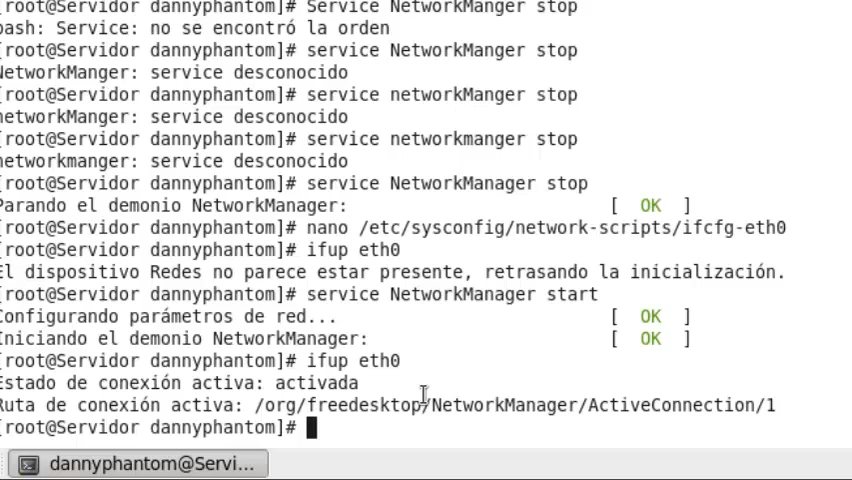 [root@Servidor dannyphantom]# Service NetworkManger stop
bash: Service: no se encontró la orden
[root@Servidor dannyphantom]# service NetworkManger stop
NetworkManger: service desconocido
[root@Servidor dannyphantom]# service networkManger stop
networkManger: service desconocido
[root@Servidor dannyphantom]# service networkmanger stop
networkmanger: service desconocido
[root@Servidor dannyphantom]# service NetworkManager stop
Parando el demonio NetworkManager: [ OK ]
[root@Servidor dannyphantom]# nano /etc/sysconfig/network-scripts/ifcfg-eth0
[root@Servidor dannyphantom]# ifup eth0
El dispositivo Redes no parece estar presente, retrasando la inicialización.
[root@Servidor dannyphantom]# service NetworkManager start
Configurando parámetros de red... [ OK ]
Iniciando el demonio NetworkManager: [ OK ]
[root@Servidor dannyphantom]# ifup eth0
Estado de conexión activa: activada
Ruta de conexión activa: /org/freedesktop/NetworkManager/ActiveConnection/1
[root@Servidor dannyphantom]#
dannyphantom@Servi...